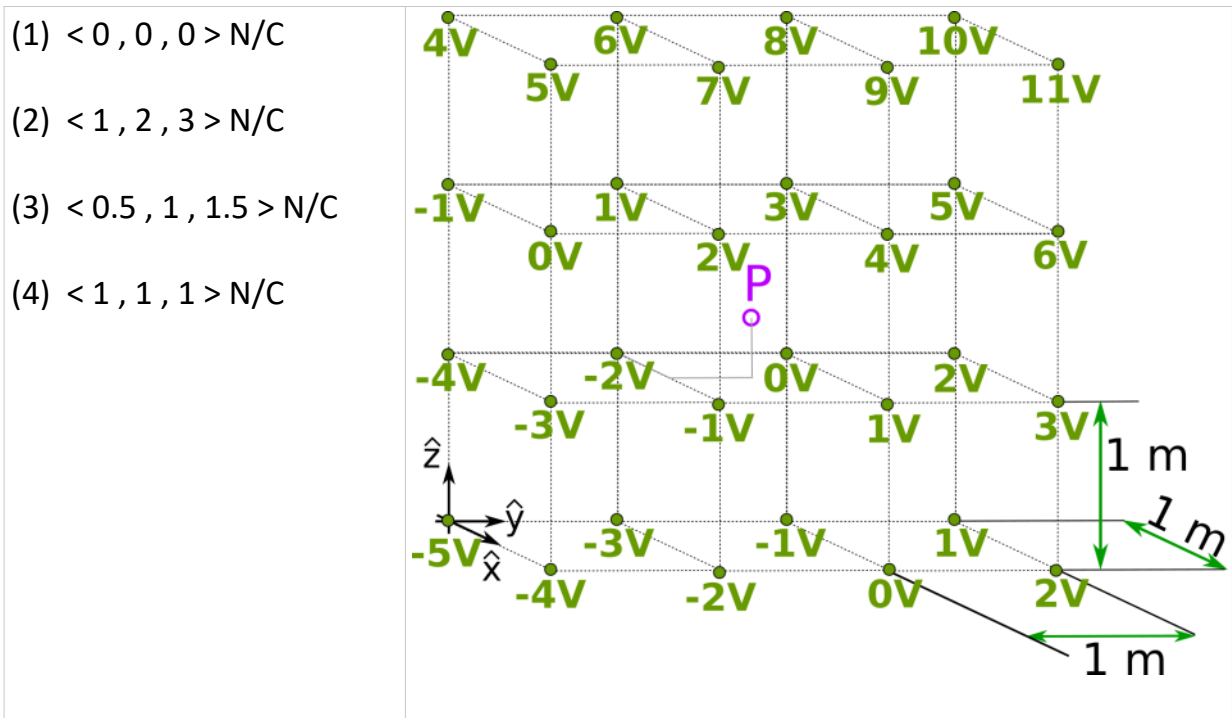 (1) < 0 , 0 , 0 > N/C
(2) < 1 , 2 , 3 > N/C
(3) < 0.5 , 1 , 1.5 > N/C
(4) < 1 , 1 , 1 > N/C
4V 6V 8V 10V
5V 7V 9V 11V
-1V 1V 3V 5V
0V 2V 4V 6V
P
-4V -2V 0V 2V
-3V -1V 1V 3V
ẑ 1 m
ŷ 1 m
-5V -3V -1V 1V
x̂
-4V -2V 0V 2V
1 m